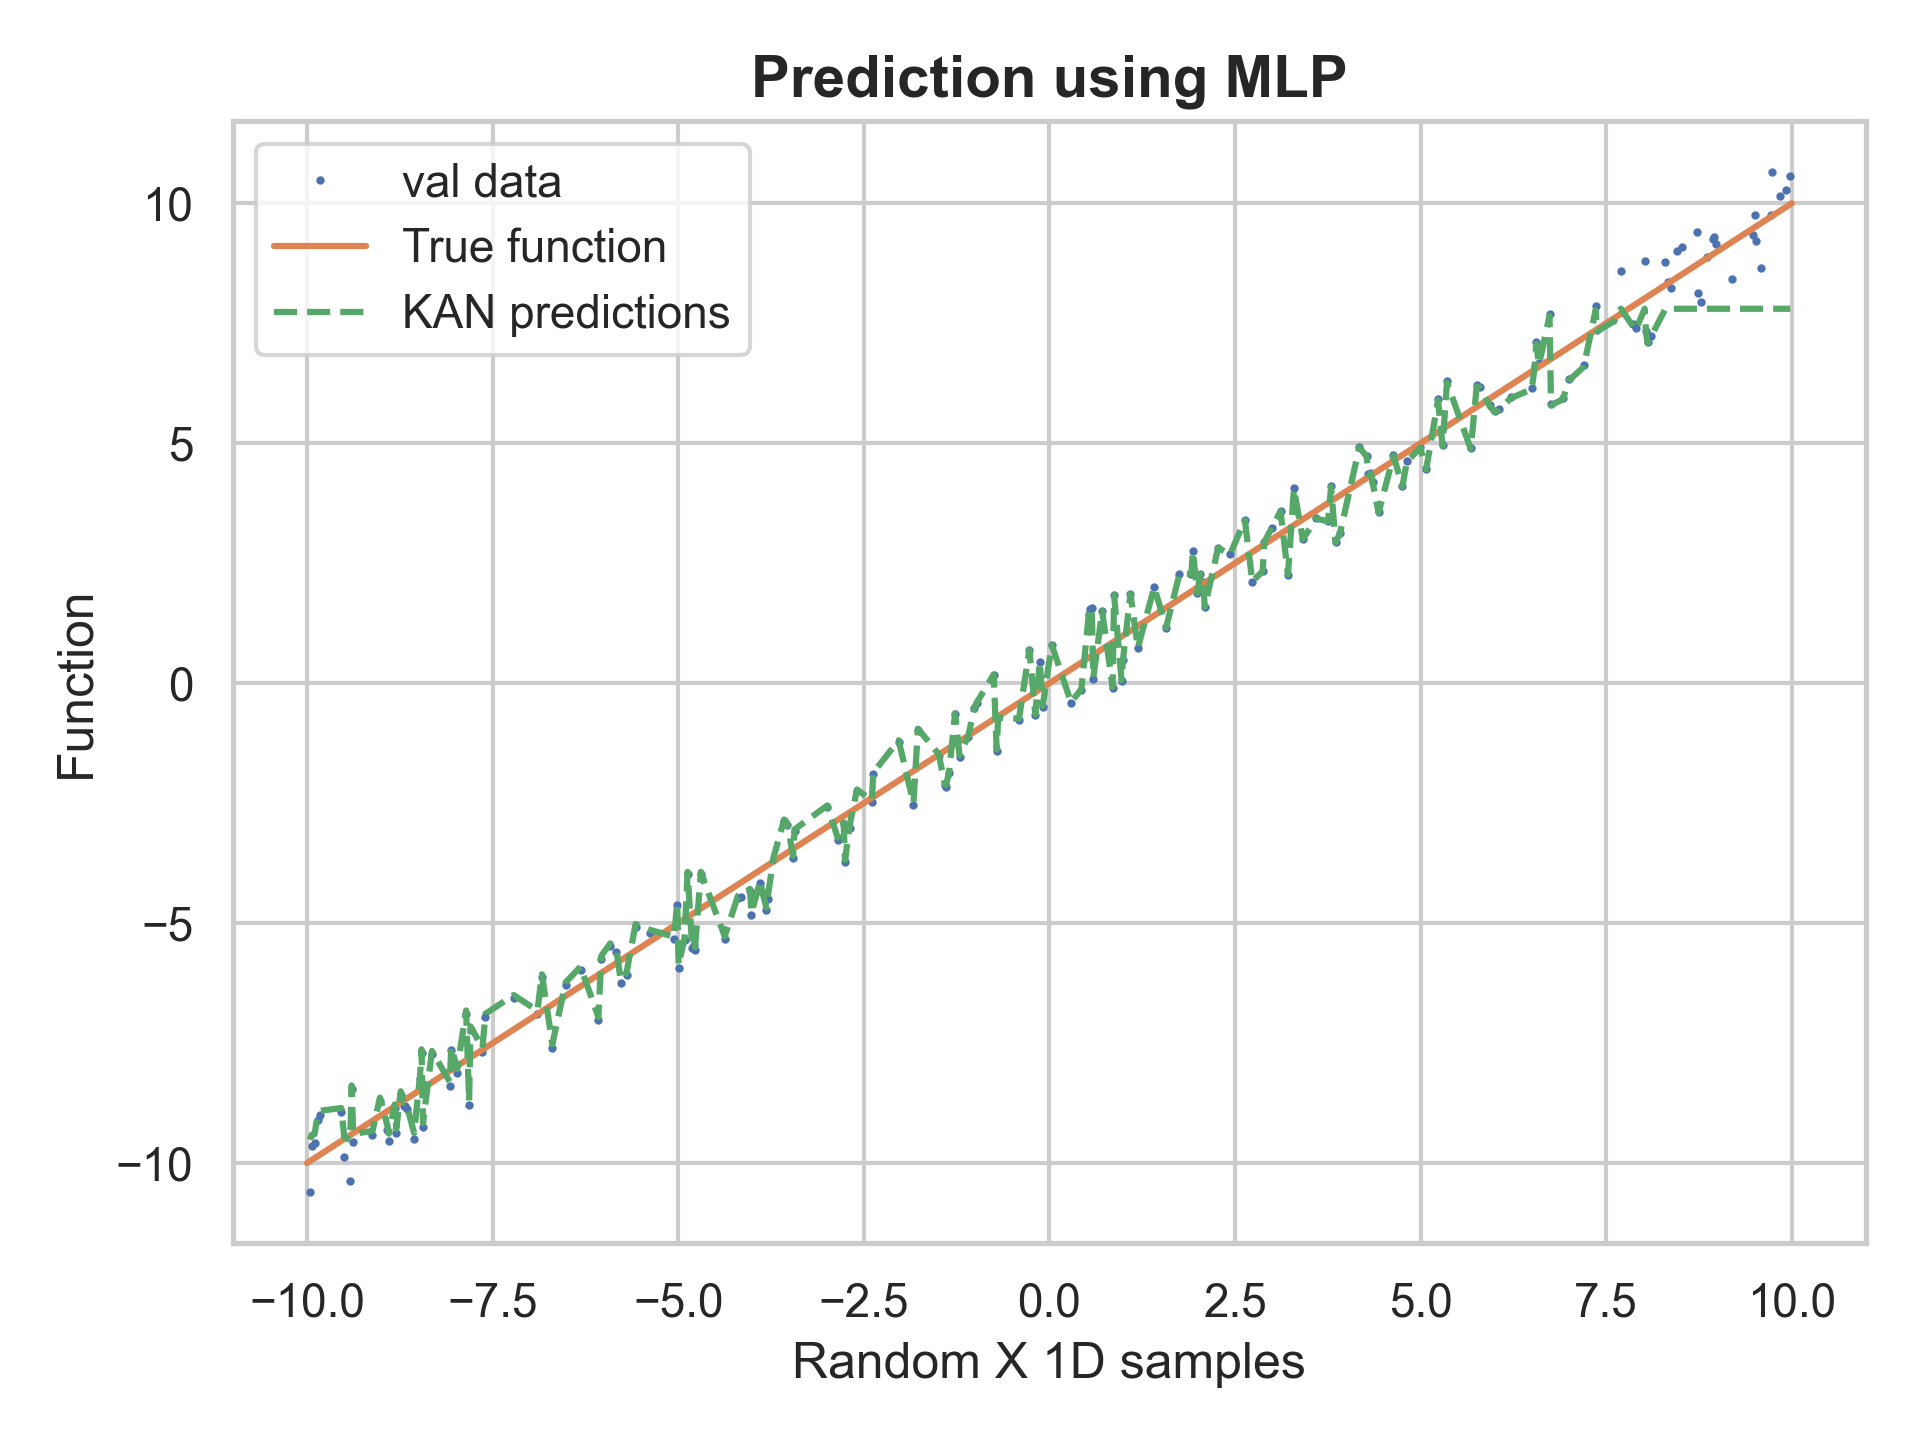 Prediction using MLP
val data
True function
KAN predictions
10
5
0
−5
−10
Function
−10.0 −7.5 −5.0 −2.5 0.0 2.5 5.0 7.5 10.0
Random X 1D samples